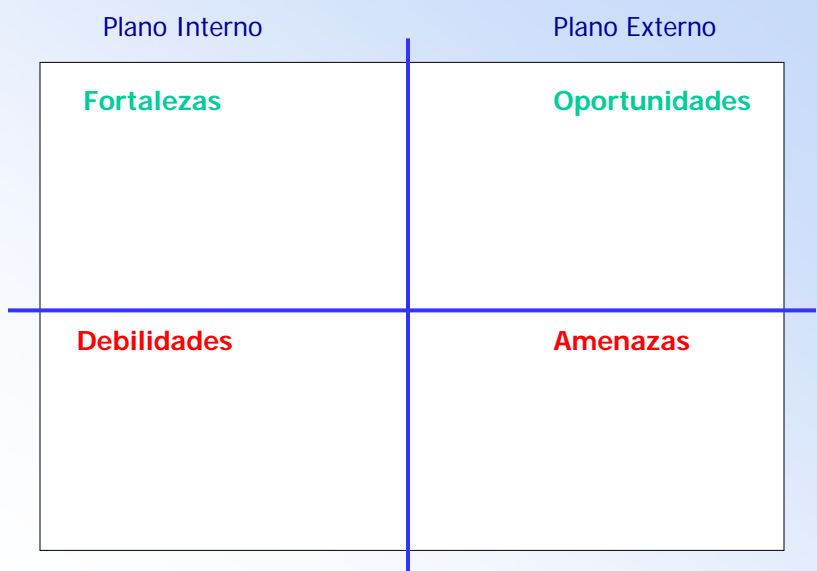 Plano Interno
Plano Externo
Fortalezas
Oportunidades
Debilidades
Amenazas